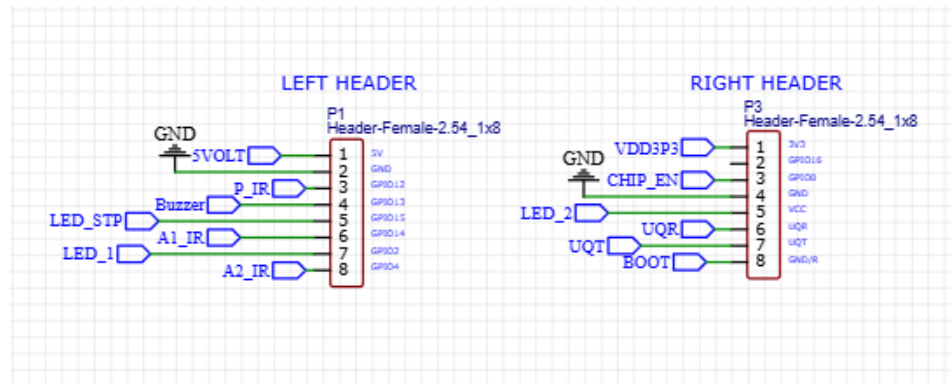 LEFT HEADER
P1
Header-Female-2.54_1x8
GND
5VOLT 1 5V
2 GND
P_IR 3 GPIO12
Buzzer 4 GPIO13
LED_STP 5 GPIO15
A1_IR 6 GPIO14
LED_1 7 GPIO2
A2_IR 8 GPIO4
RIGHT HEADER
P3
Header-Female-2.54_1x8
VDD3P3 1 3V3
GND 2 GPIO16
CHIP_EN 3 GPIO0
4 GND
LED_2 5 VCC
UQR 6 UQR
UQT 7 UQT
BOOT 8 GND/R